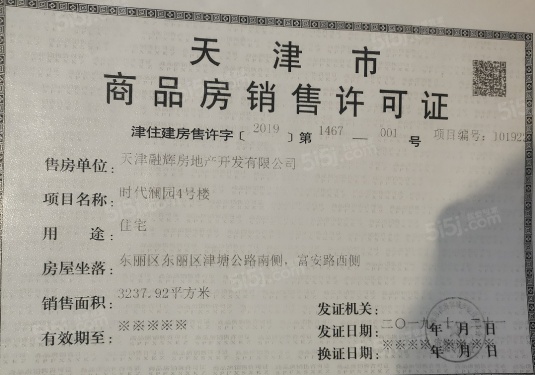 天津市
商品房销售许可证
津住建房售许字〔2019〕第1467—001号 项目编号:101922
售房单位:天津融辉房地产开发有限公司
项目名称:时代澜园4号楼
用途:住宅
房屋坐落:东丽区东丽区津塘公路南侧,富安路西侧
销售面积:3237.92平方米
有效期至:※※※※※
发证机关:
发证日期:二〇一九年十月二十一日
换证日期:※※※※年※※月※※日